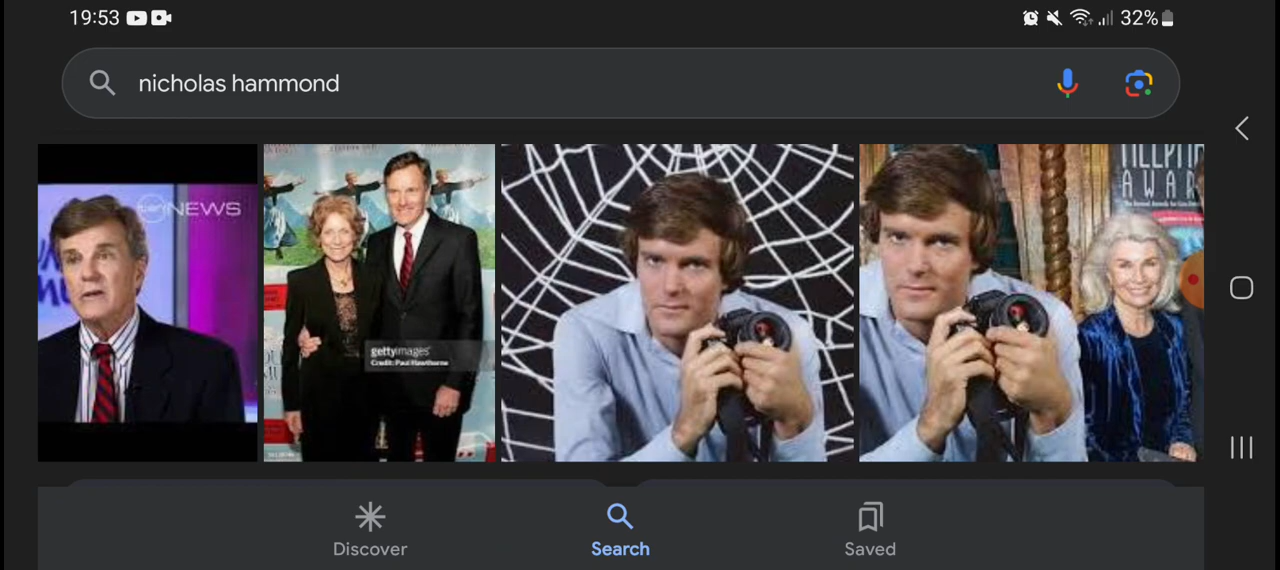 19:53
32%
nicholas hammond
NEWS
gettyimages®
Credit: Paul Hawthorne
AWAR
Discover
Search
Saved